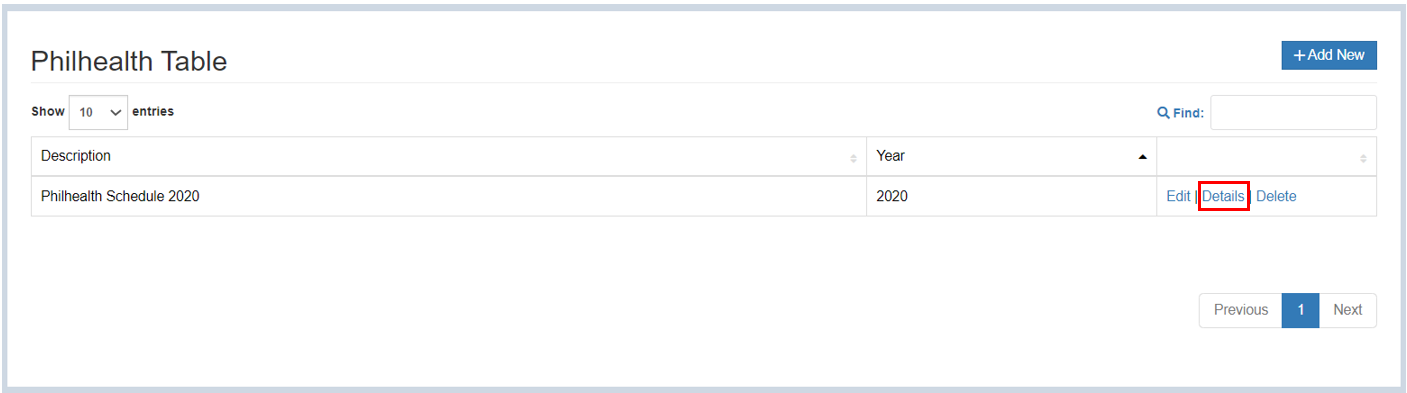 Philhealth Table
+Add New
Show 10 entries
Find:
Description Year
Philhealth Schedule 2020 2020 Edit | Details | Delete
Previous 1 Next